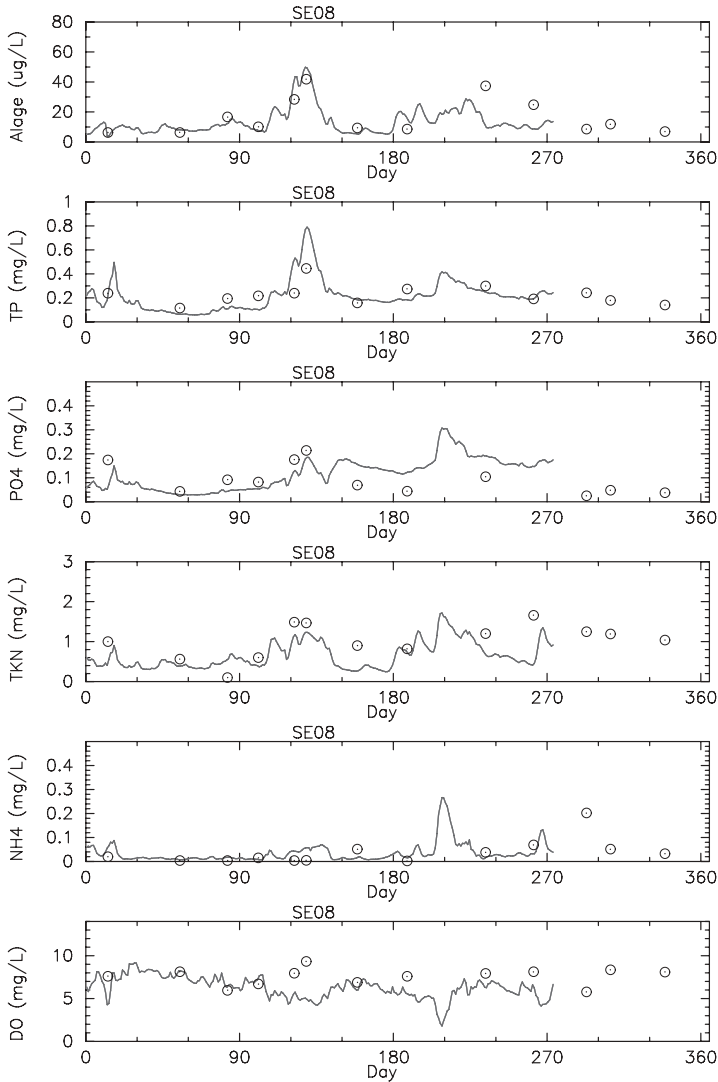 SE08
80
60
40
20
0
Alage (ug/L)
0 90 180 270 360
Day
SE08
1
0.8
0.6
0.4
0.2
0
TP (mg/L)
0 90 180 270 360
Day
SE08
0.4
0.3
0.2
0.1
0
PO4 (mg/L)
0 90 180 270 360
Day
SE08
3
2
1
0
TKN (mg/L)
0 90 180 270 360
Day
SE08
0.4
0.3
0.2
0.1
0
NH4 (mg/L)
0 90 180 270 360
Day
SE08
10
5
0
DO (mg/L)
0 90 180 270 360
Day